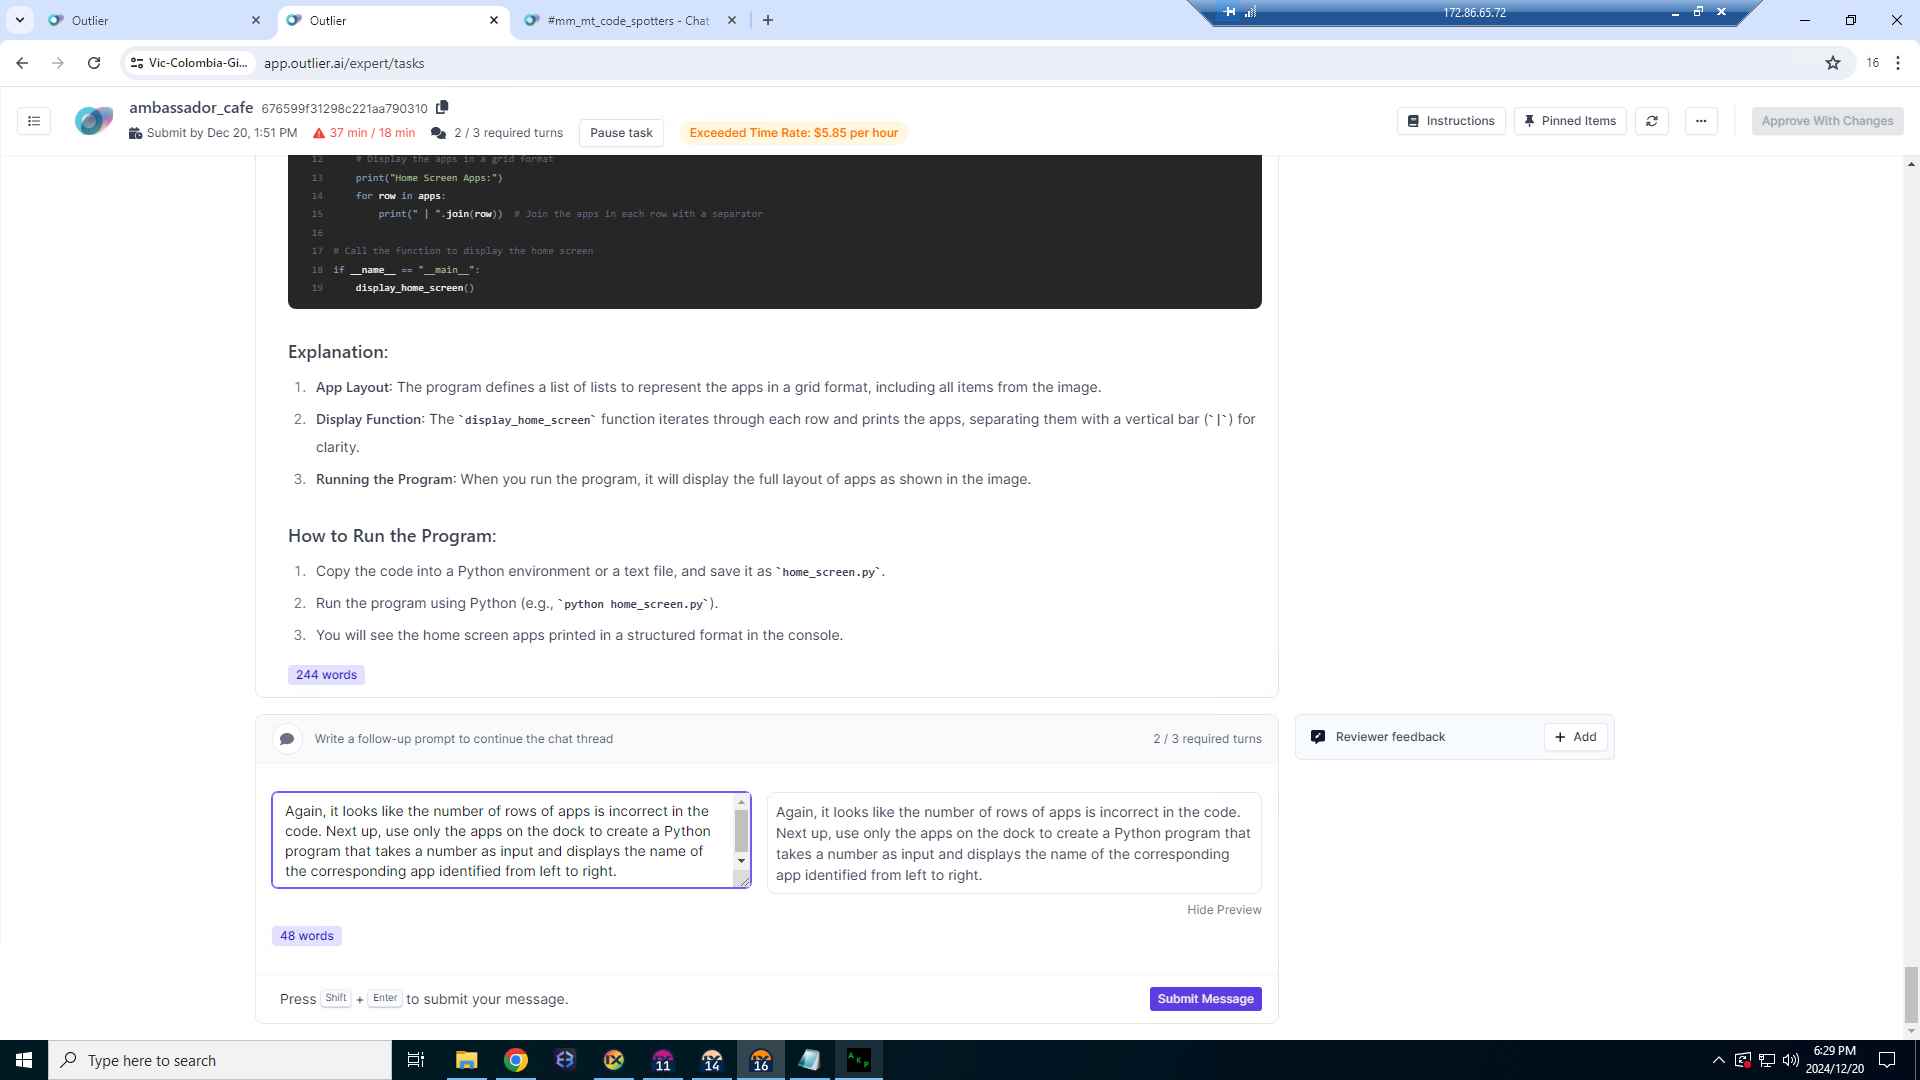 Outlier
Outlier
#mm_mt_code_spotters - Chat
172.86.65.72
Vic-Colombia-Gi...
app.outlier.ai/expert/tasks
16
ambassador_cafe 676599f31298c221aa790310
Submit by Dec 20, 1:51 PM
37 min / 18 min
2 / 3 required turns
Pause task
Exceeded Time Rate: $5.85 per hour
Instructions
Pinned Items
Approve With Changes
12 # Display the apps in a grid format
13 print("Home Screen Apps:")
14 for row in apps:
15 print(" | ".join(row)) # Join the apps in each row with a separator
16
17 # Call the function to display the home screen
18 if __name__ == "__main__":
19 display_home_screen()
Explanation:
1. App Layout: The program defines a list of lists to represent the apps in a grid format, including all items from the image.
2. Display Function: The `display_home_screen` function iterates through each row and prints the apps, separating them with a vertical bar (`|`) for
clarity.
3. Running the Program: When you run the program, it will display the full layout of apps as shown in the image.
How to Run the Program:
1. Copy the code into a Python environment or a text file, and save it as `home_screen.py`.
2. Run the program using Python (e.g., `python home_screen.py`).
3. You will see the home screen apps printed in a structured format in the console.
244 words
Write a follow-up prompt to continue the chat thread
2 / 3 required turns
Reviewer feedback
+ Add
Again, it looks like the number of rows of apps is incorrect in the
code. Next up, use only the apps on the dock to create a Python
program that takes a number as input and displays the name of
the corresponding app identified from left to right.
Again, it looks like the number of rows of apps is incorrect in the code.
Next up, use only the apps on the dock to create a Python program that
takes a number as input and displays the name of the corresponding
app identified from left to right.
Hide Preview
48 words
Press Shift + Enter to submit your message.
Submit Message
Type here to search
11
14
16
6:29 PM
2024/12/20